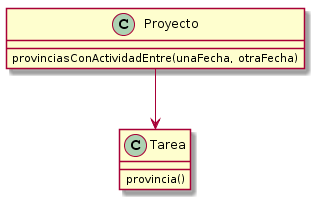 C Proyecto
provinciasConActividadEntre(unaFecha, otraFecha)
C Tarea
provincia()